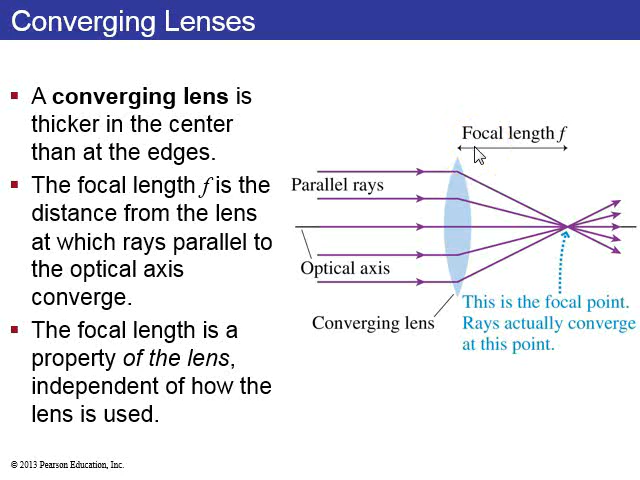 Converging Lenses
▪ A converging lens is
thicker in the center
than at the edges.
▪ The focal length f is the
distance from the lens
at which rays parallel to
the optical axis
converge.
▪ The focal length is a
property of the lens,
independent of how the
lens is used.
Focal length f
Parallel rays
Optical axis
Converging lens
This is the focal point.
Rays actually converge
at this point.
© 2013 Pearson Education, Inc.